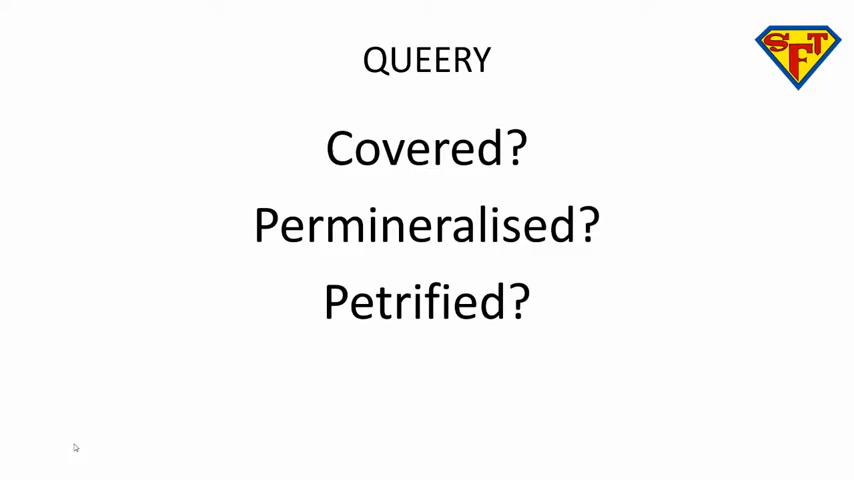 QUEERY
SFT
Covered?
Permineralised?
Petrified?